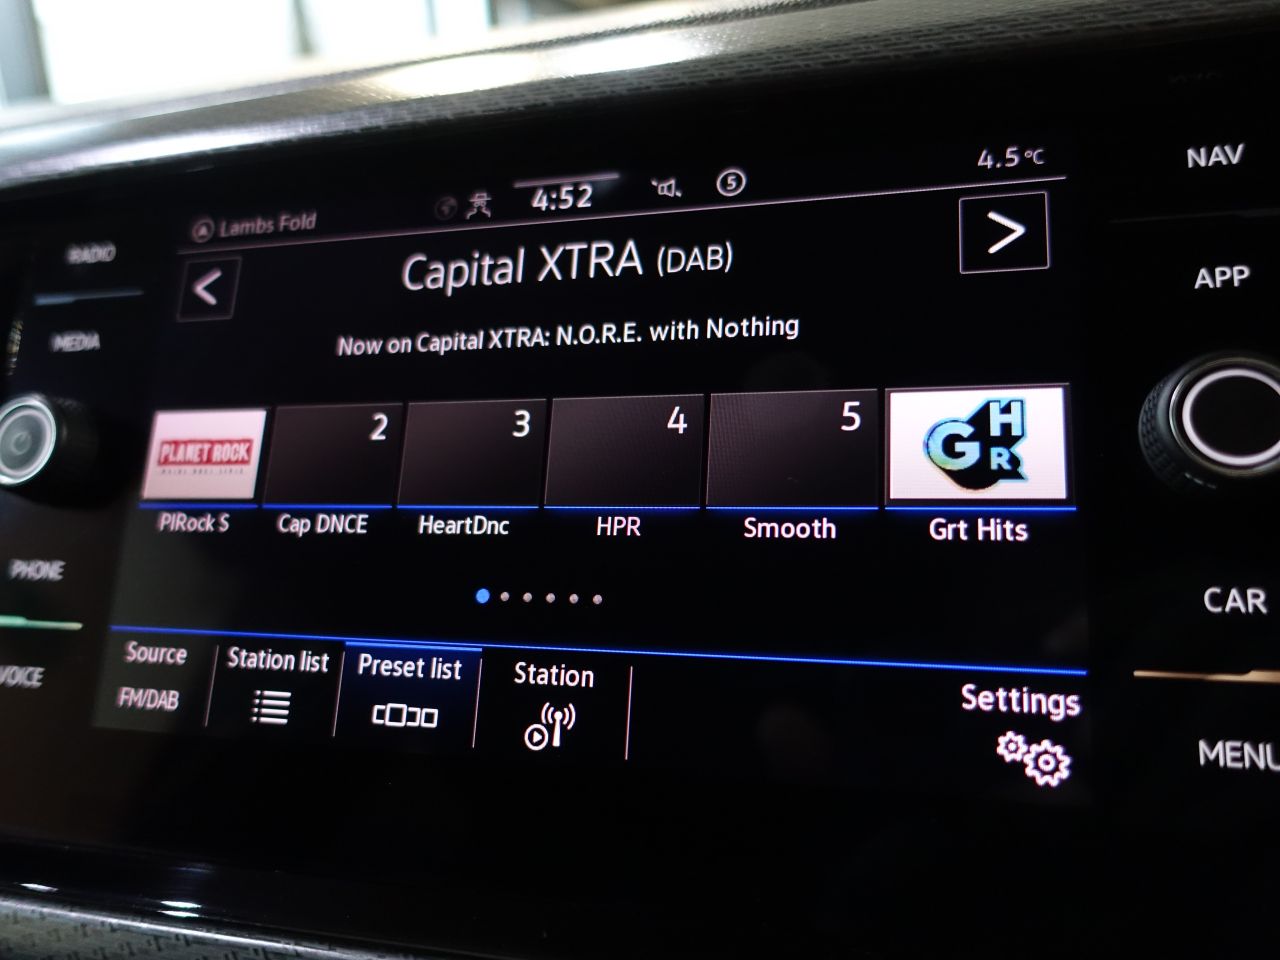 Lambs Fold
4:52
5
4.5°C
NAV
RADIO
Capital XTRA (DAB)
APP
MEDIA
Now on Capital XTRA: N.O.R.E. with Nothing
PLANET ROCK
2
3
4
5
GHR
PlRock S
Cap DNCE
HeartDnc
HPR
Smooth
Grt Hits
PHONE
CAR
VOICE
Source
FM/DAB
Station list
Preset list
Station
Settings
MENU